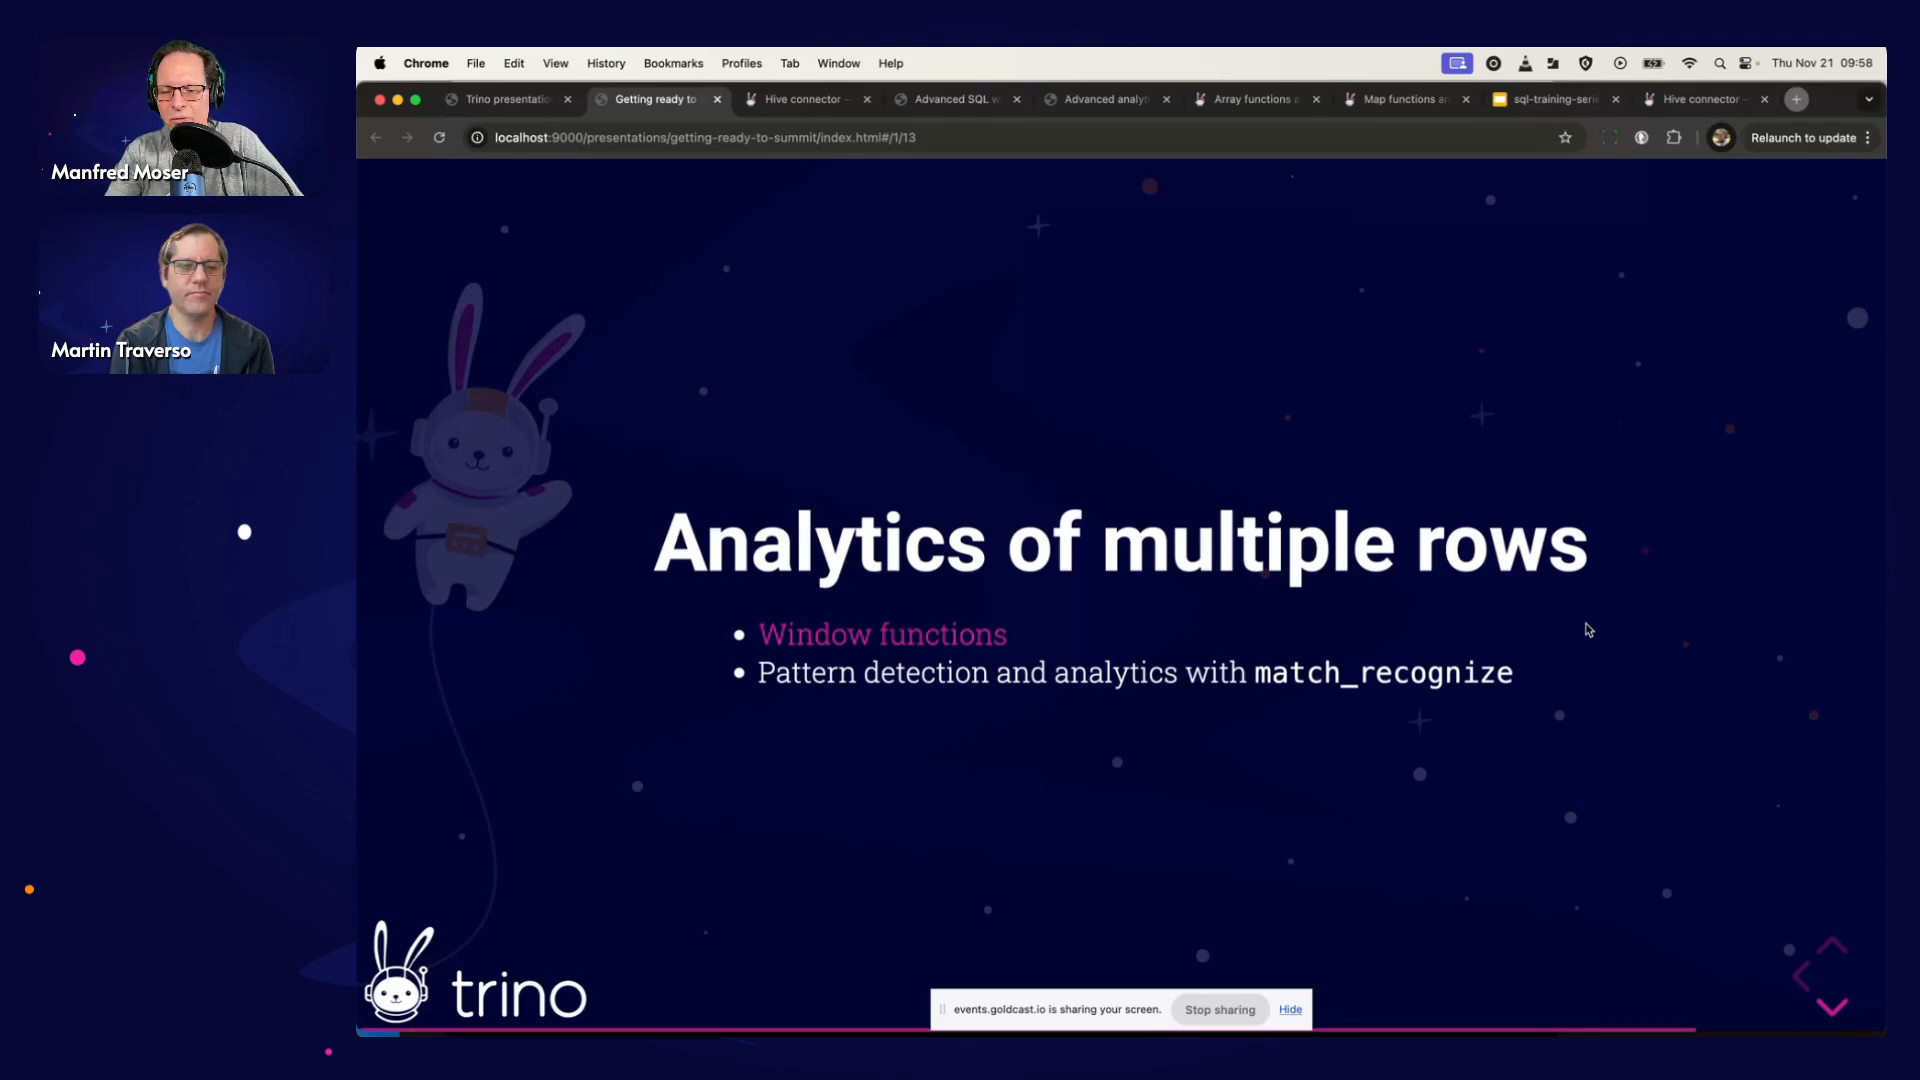 Manfred Moser
Martin Traverso
Chrome File Edit View History Bookmarks Profiles Tab Window Help
Thu Nov 21 09:58
Trino presentatio
Getting ready to
Hive connector –
Advanced SQL w
Advanced analyt
Array functions a
Map functions an
sql-training-serie
Hive connector –
localhost:9000/presentations/getting-ready-to-summit/index.html#/1/13
Relaunch to update
Analytics of multiple rows
• Window functions
• Pattern detection and analytics with match_recognize
trino
events.goldcast.io is sharing your screen.
Stop sharing
Hide